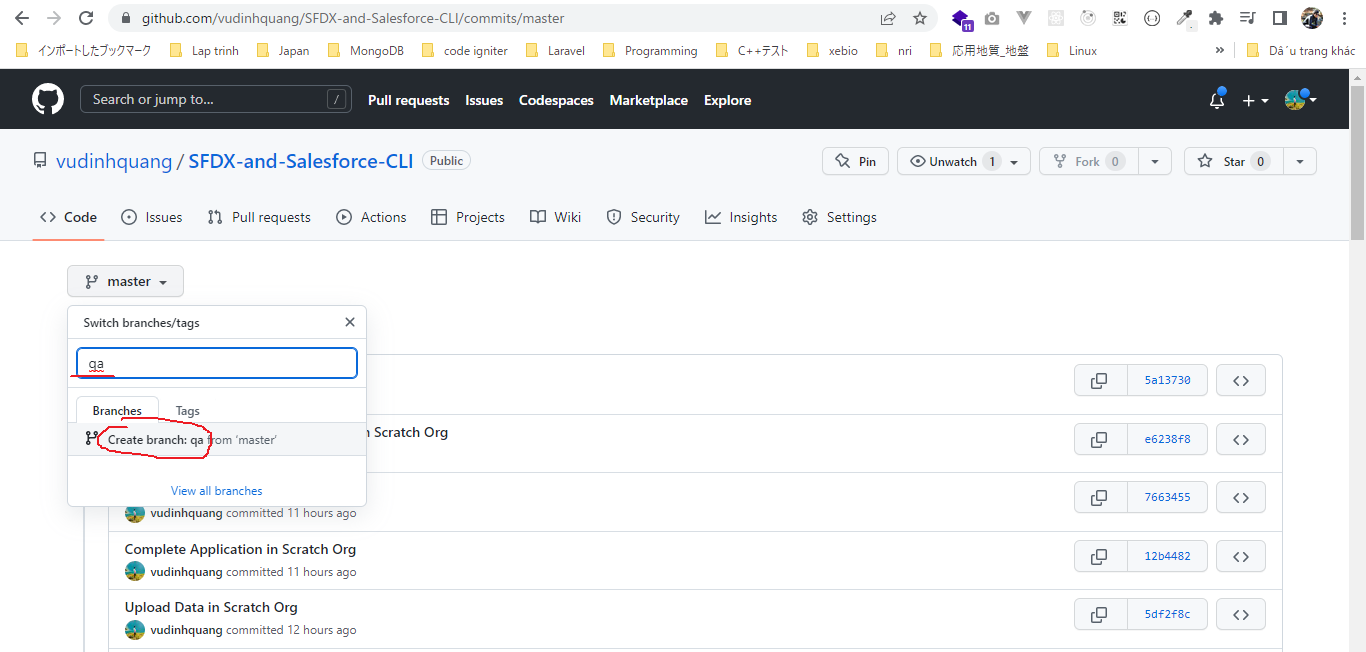 github.com/vudinhquang/SFDX-and-Salesforce-CLI/commits/master
11
インポートしたブックマーク Lap trinh Japan MongoDB code igniter Laravel Programming C++テスト xebio nri 応用地質_地盤 Linux » Dấu trang khác
Search or jump to... / Pull requests Issues Codespaces Marketplace Explore
vudinhquang / SFDX-and-Salesforce-CLI Public Pin Unwatch 1 Fork 0 Star 0
Code Issues Pull requests Actions Projects Wiki Security Insights Settings
master
Switch branches/tags
qa
5a13730
Branches Tags
n Scratch Org
Create branch: qa from ‘master’
e6238f8
View all branches
7663455
vudinhquang committed 11 hours ago
Complete Application in Scratch Org
12b4482
vudinhquang committed 11 hours ago
Upload Data in Scratch Org
5df2f8c
vudinhquang committed 12 hours ago